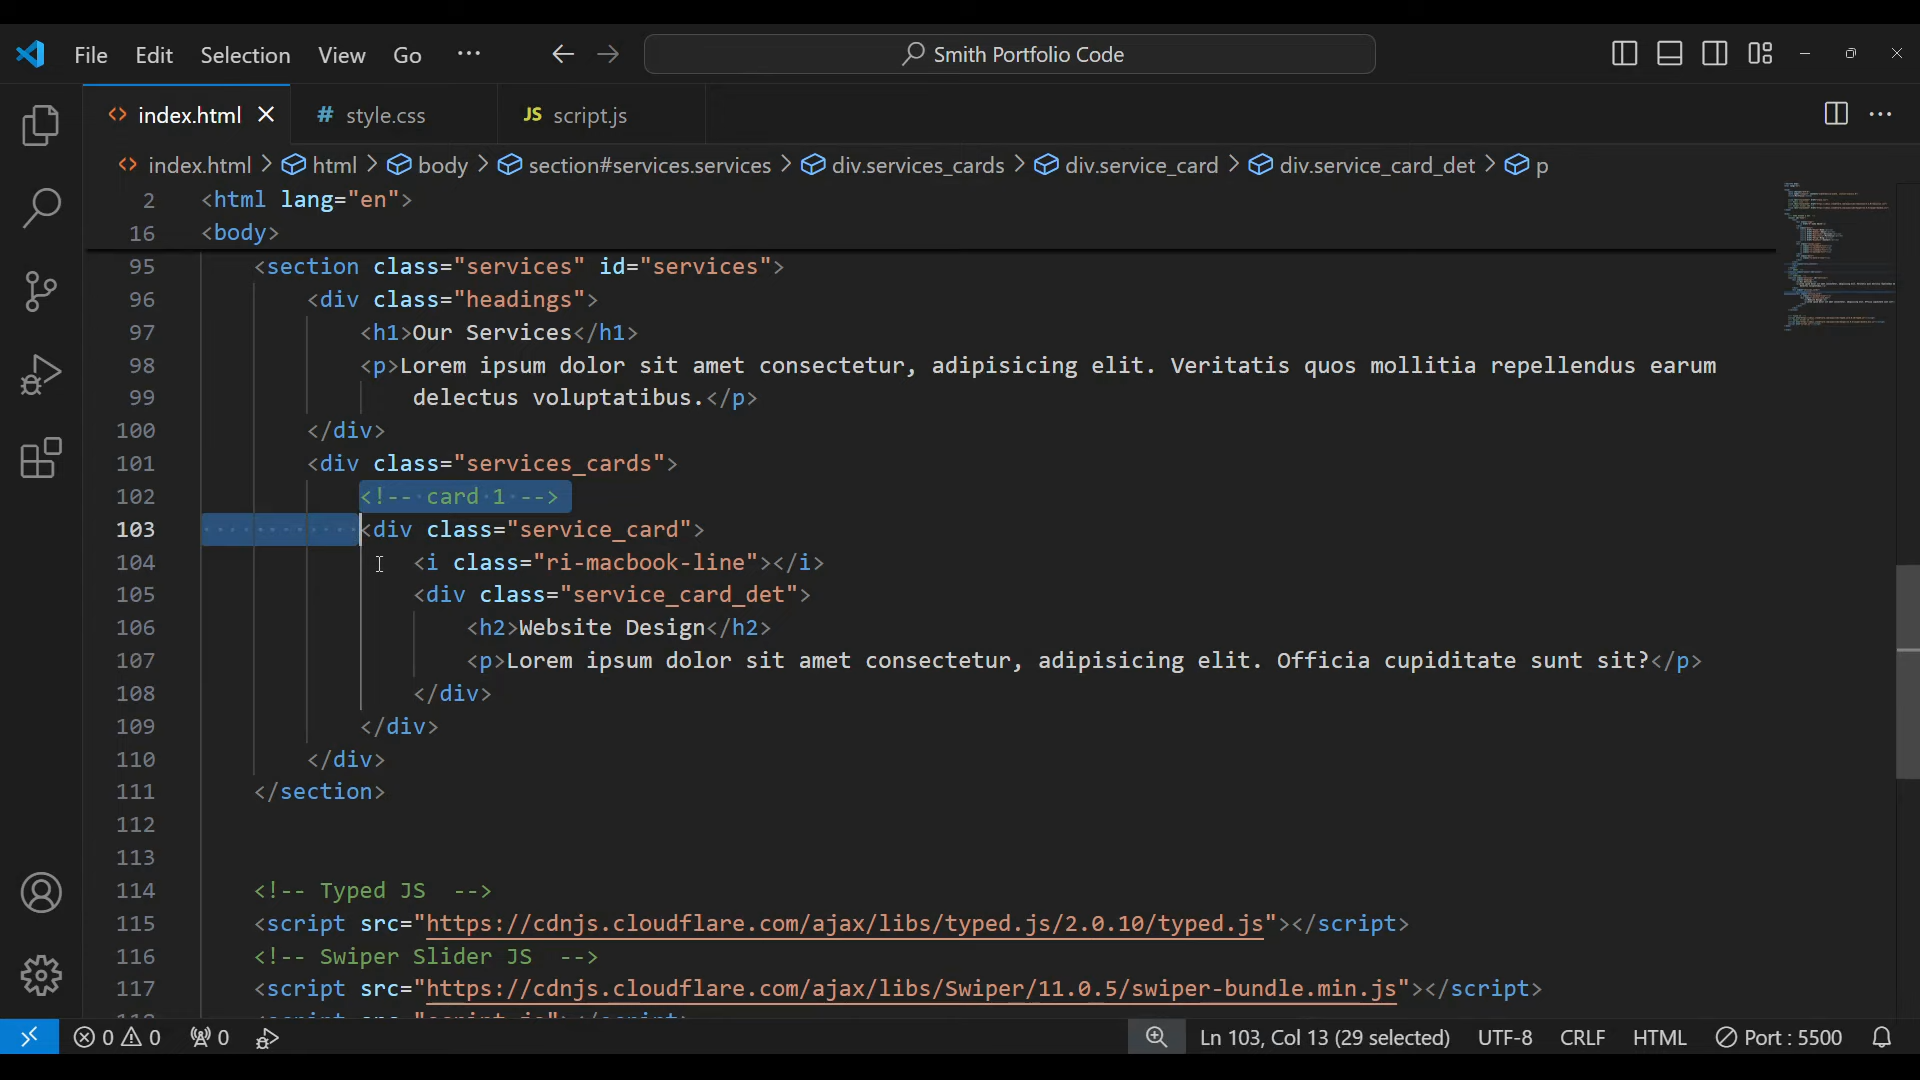 File Edit Selection View Go ··· Smith Portfolio Code
index.html # style.css JS script.js
index.html > html > body > section#services.services > div.services_cards > div.service_card > div.service_card_det > p
2 <html lang="en">
16 <body>
95 <section class="services" id="services">
96 <div class="headings">
97 <h1>Our Services</h1>
98 <p>Lorem ipsum dolor sit amet consectetur, adipisicing elit. Veritatis quos mollitia repellendus earum
99 delectus voluptatibus.</p>
100 </div>
101 <div class="services_cards">
102 <!-- card 1 -->
103 <div class="service_card">
104 <i class="ri-macbook-line"></i>
105 <div class="service_card_det">
106 <h2>Website Design</h2>
107 <p>Lorem ipsum dolor sit amet consectetur, adipisicing elit. Officia cupiditate sunt sit?</p>
108 </div>
109 </div>
110 </div>
111 </section>
112
113
114 <!-- Typed JS  -->
115 <script src="https://cdnjs.cloudflare.com/ajax/libs/typed.js/2.0.10/typed.js"></script>
116 <!-- Swiper Slider JS  -->
117 <script src="https://cdnjs.cloudflare.com/ajax/libs/Swiper/11.0.5/swiper-bundle.min.js"></script>
0 0 0 Ln 103, Col 13 (29 selected) UTF-8 CRLF HTML Port : 5500